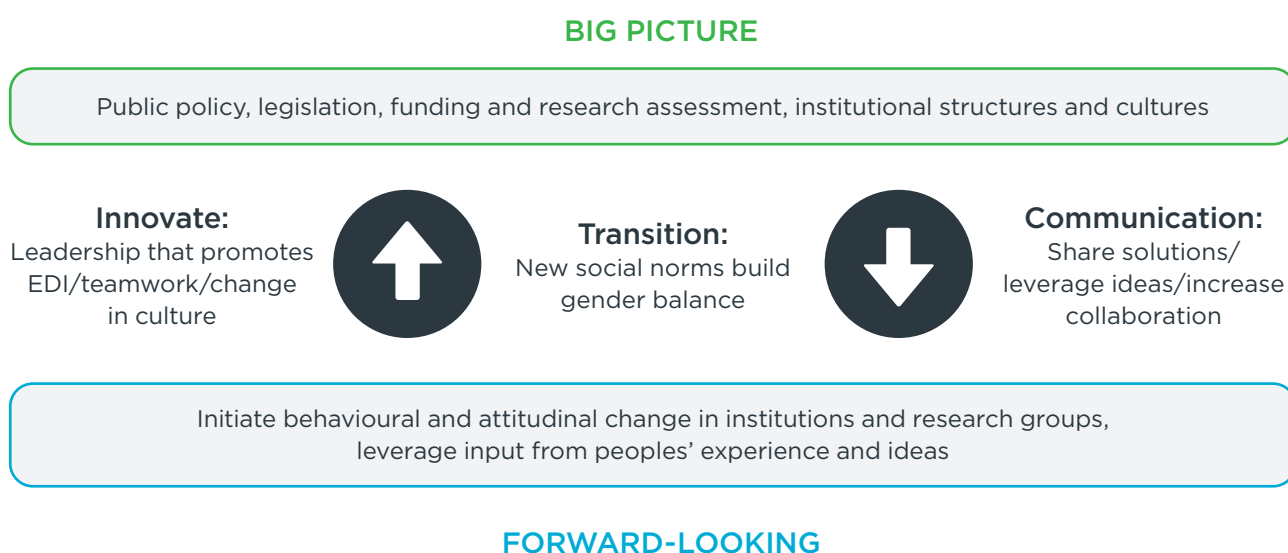 BIG PICTURE
Public policy, legislation, funding and research assessment, institutional structures and cultures
Innovate:
Leadership that promotes
EDI/teamwork/change
in culture
Transition:
New social norms build
gender balance
Communication:
Share solutions/
leverage ideas/increase
collaboration
Initiate behavioural and attitudinal change in institutions and research groups,
leverage input from peoples’ experience and ideas
FORWARD-LOOKING